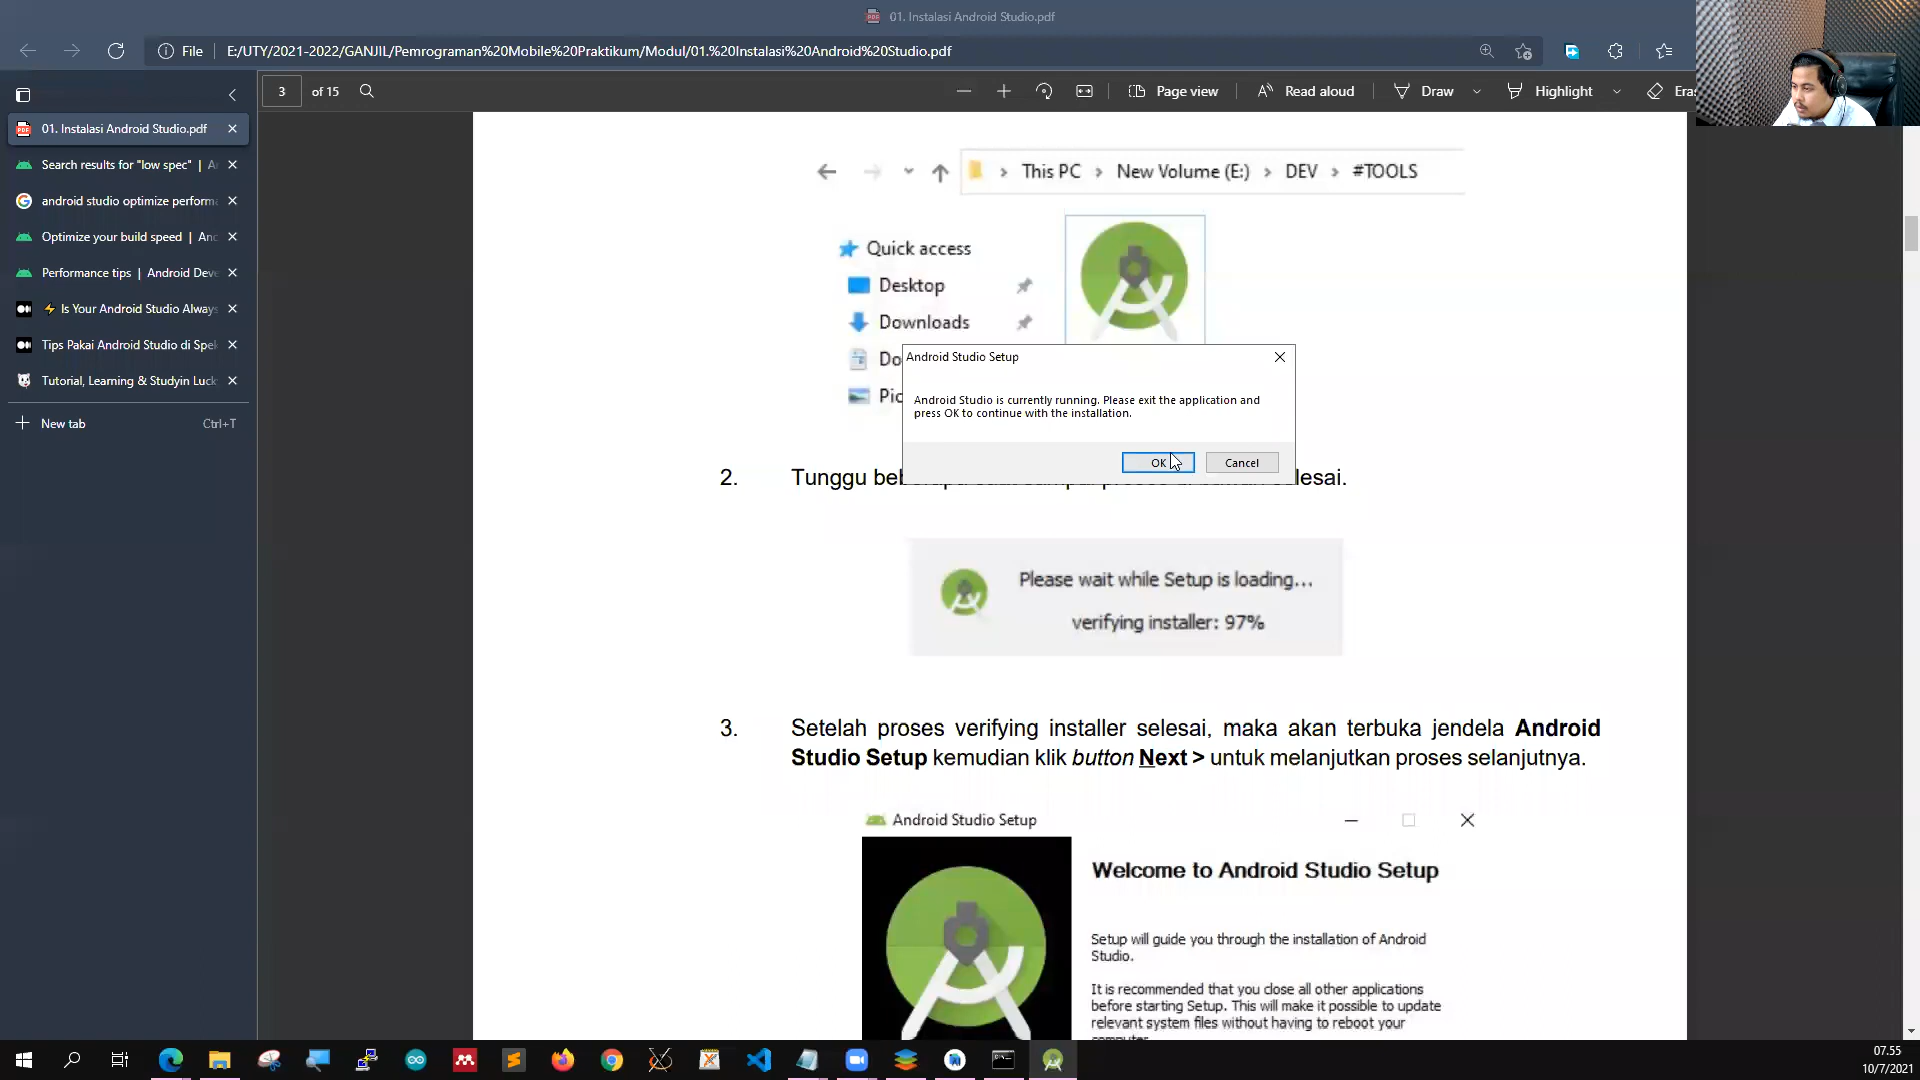 01. Instalasi Android Studio.pdf
File
E:/UTY/2021-2022/GANJIL/Pemrograman%20Mobile%20Praktikum/Modul/01.%20Instalasi%20Android%20Studio.pdf
3 of 15
Page view
Read aloud
Draw
Highlight
Eras
01. Instalasi Android Studio.pdf
Search results for "low spec" | A
android studio optimize performa
Optimize your build speed | Anc
Performance tips | Android Deve
Is Your Android Studio Always
Tips Pakai Android Studio di Spe
Tutorial, Learning & Studyin Luck
New tab Ctrl+T
This PC > New Volume (E:) > DEV > #TOOLS
Quick access
Desktop
Downloads
Do
Pic
Android Studio Setup
Android Studio is currently running. Please exit the application and
press OK to continue with the installation.
OK
Cancel
2. Tunggu be lesai.
Please wait while Setup is loading...
verifying installer: 97%
3. Setelah proses verifying installer selesai, maka akan terbuka jendela Android
Studio Setup kemudian klik button Next > untuk melanjutkan proses selanjutnya.
Android Studio Setup
Welcome to Android Studio Setup
Setup will guide you through the installation of Android
Studio.
It is recommended that you close all other applications
before starting Setup. This will make it possible to update
relevant system files without having to reboot your
computer.
07.55
10/7/2021